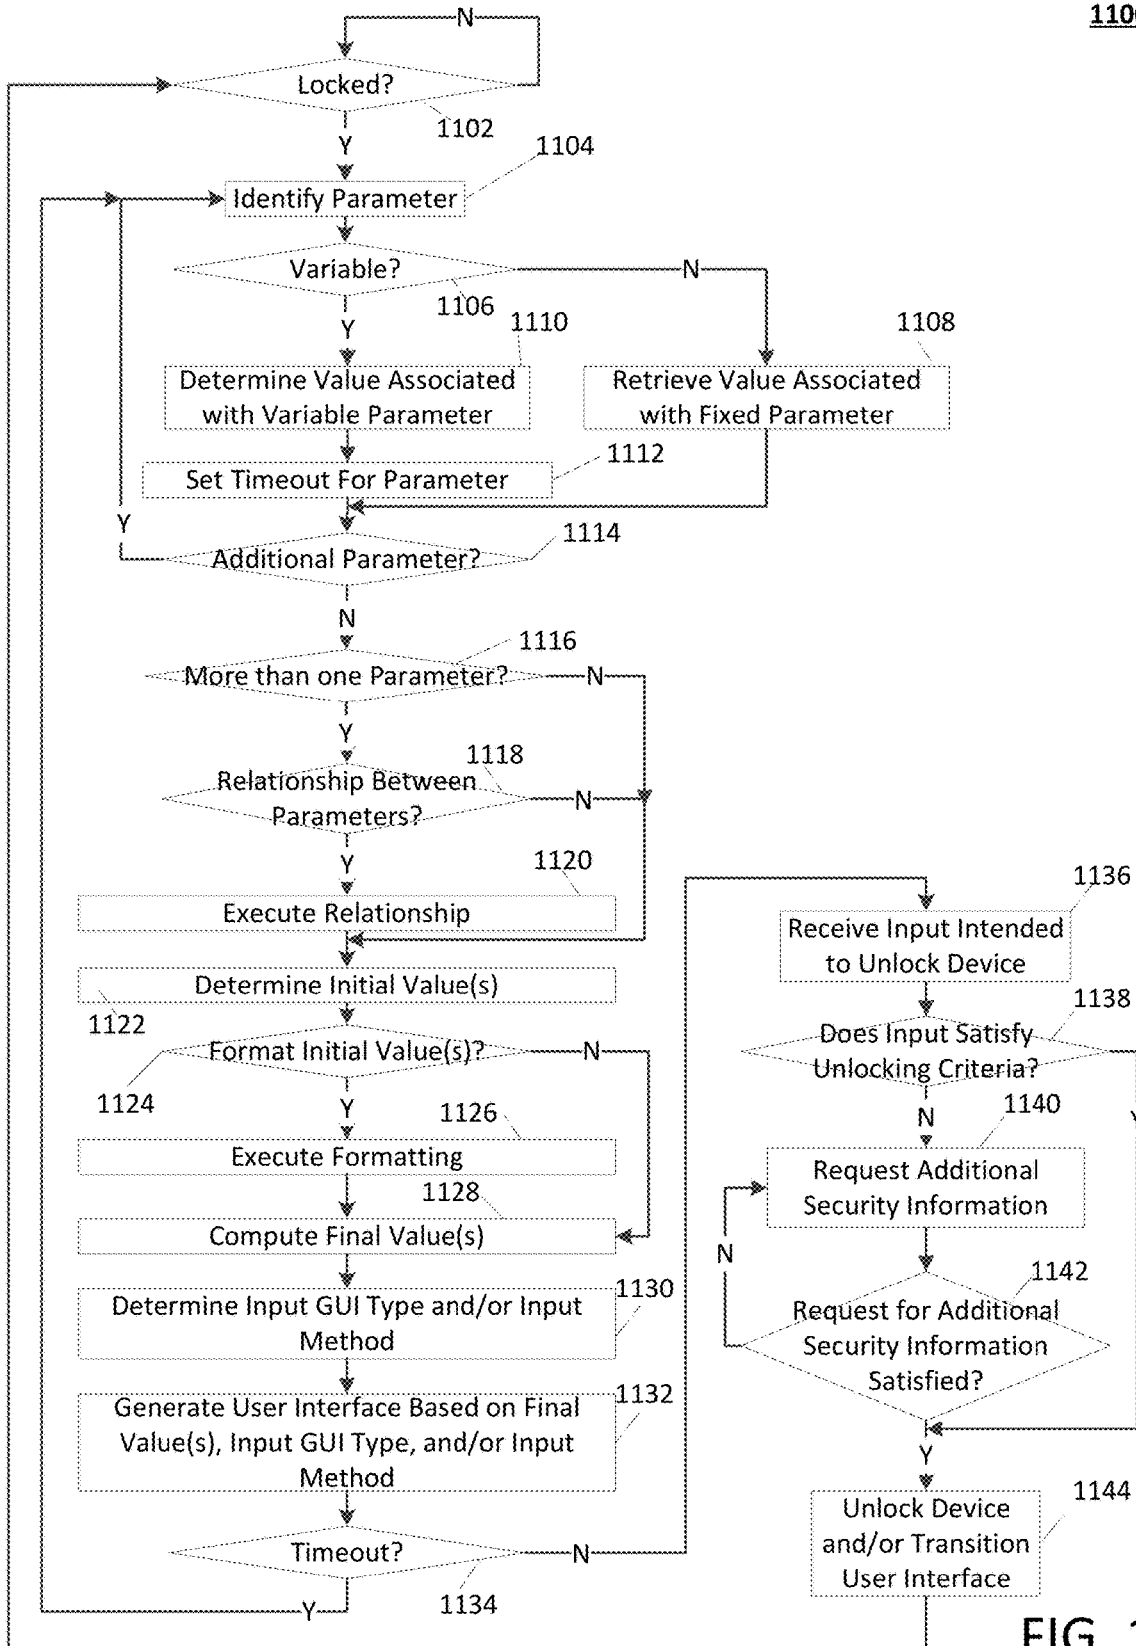 N
Locked?
1102
Y
1104
Identify Parameter
Variable?
N
1106
Y
1110
1108
Determine Value Associated
with Variable Parameter
Retrieve Value Associated
with Fixed Parameter
1112
Set Timeout For Parameter
Y
1114
Additional Parameter?
N
1116
More than one Parameter?
N
Y
1118
Relationship Between
Parameters?
N
Y
1120
Execute Relationship
Determine Initial Value(s)
1122
Format Initial Value(s)?
N
1124
Y
1126
Execute Formatting
1128
Compute Final Value(s)
1130
Determine Input GUI Type and/or Input
Method
1132
Generate User Interface Based on Final
Value(s), Input GUI Type, and/or Input
Method
Timeout?
N
1134
Y
1136
Receive Input Intended
to Unlock Device
1138
Does Input Satisfy
Unlocking Criteria?
N
1140
Request Additional
Security Information
N
1142
Request for Additional
Security Information
Satisfied?
Y
1144
Unlock Device
and/or Transition
User Interface
FIG.